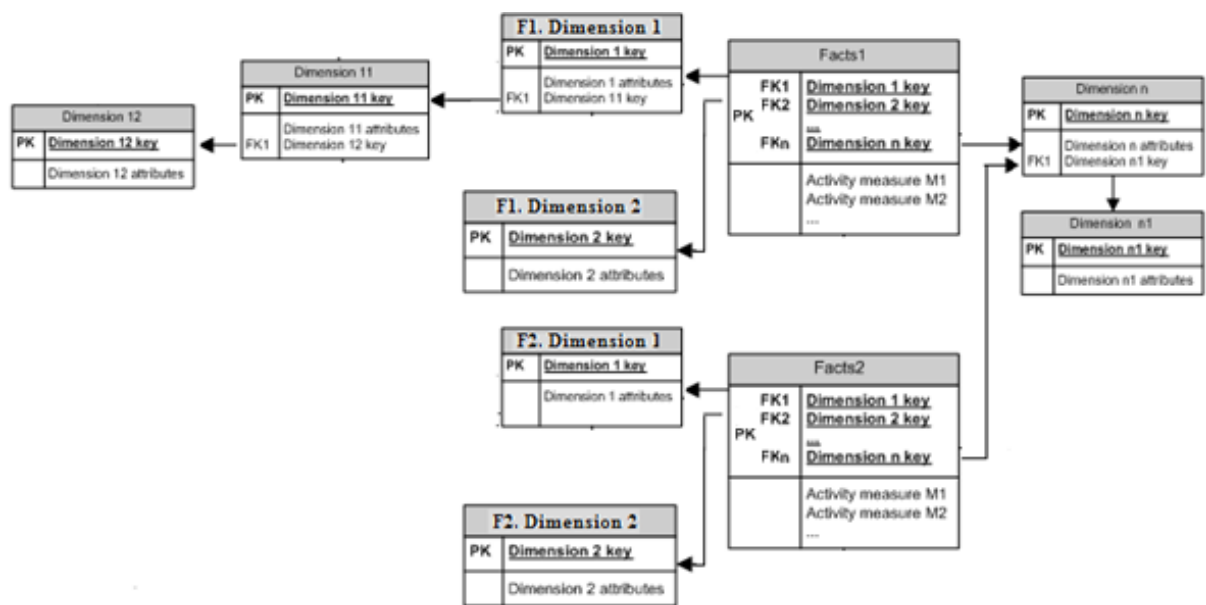 F1. Dimension 1
PK Dimension 1 key
Dimension 1 attributes
FK1 Dimension 11 key
Dimension 11
PK Dimension 11 key
Dimension 11 attributes
FK1 Dimension 12 key
Dimension 12
PK Dimension 12 key
Dimension 12 attributes
Facts1
FK1 Dimension 1 key
FK2 Dimension 2 key
PK ...
FKn Dimension n key
Activity measure M1
Activity measure M2
...
Dimension n
PK Dimension n key
Dimension n attributes
FK1 Dimension n1 key
F1. Dimension 2
PK Dimension 2 key
Dimension 2 attributes
Dimension n1
PK Dimension n1 key
Dimension n1 attributes
F2. Dimension 1
PK Dimension 1 key
Dimension 1 attributes
Facts2
FK1 Dimension 1 key
FK2 Dimension 2 key
PK ...
FKn Dimension n key
Activity measure M1
Activity measure M2
...
F2. Dimension 2
PK Dimension 2 key
Dimension 2 attributes